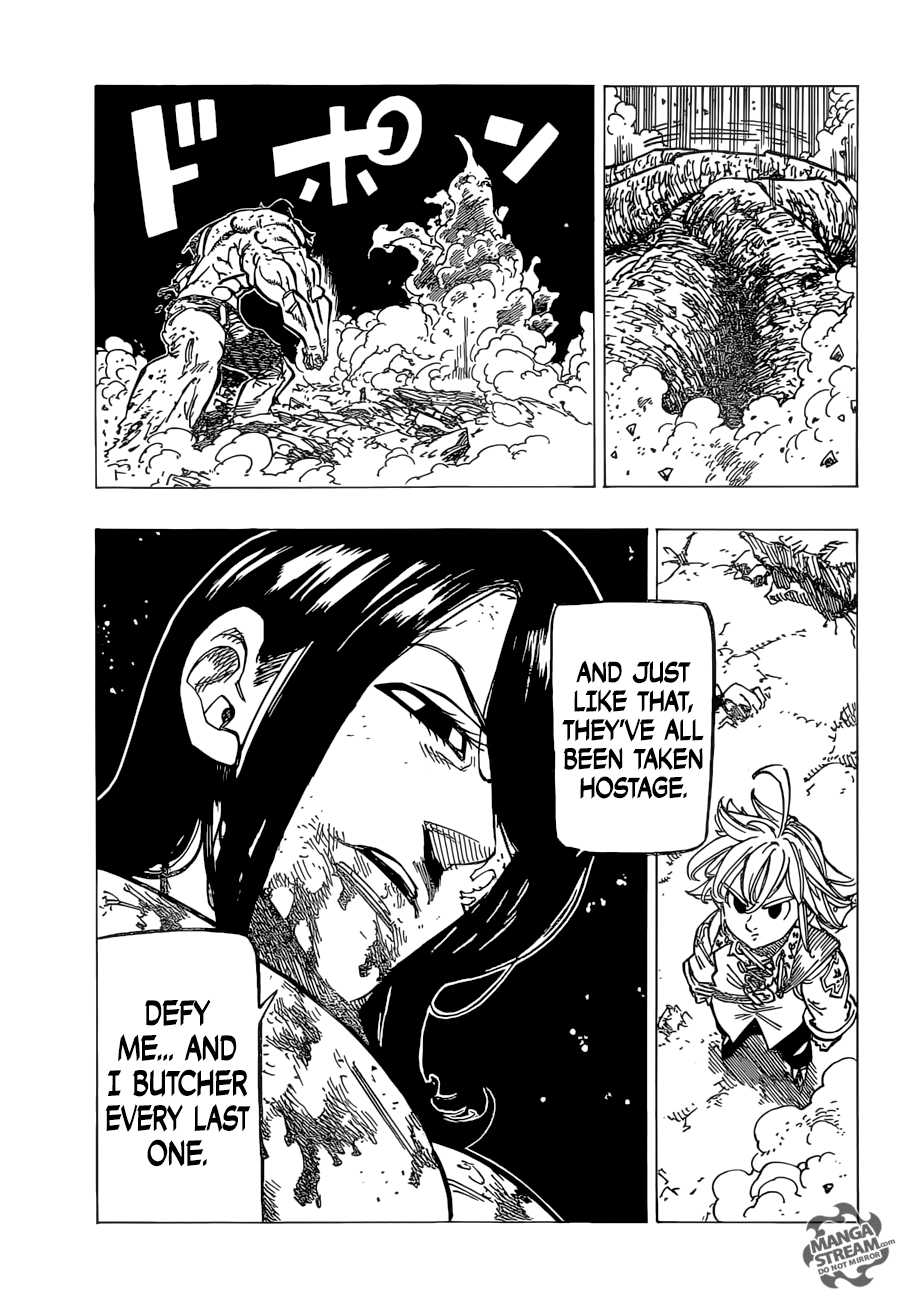 ドポン
AND JUST
LIKE THAT,
THEY'VE ALL
BEEN TAKEN
HOSTAGE.
DEFY
ME... AND
I BUTCHER
EVERY LAST
ONE.
MANGA
STREAM.com
DO NOT MIRROR